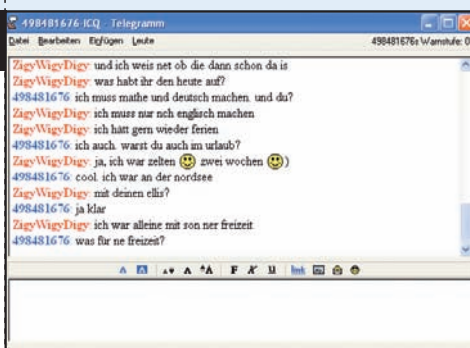 498481676-ICQ - Telegramm
Datei Bearbeiten Einfügen Leute 498481676s Warnstufe: 0
ZigyWigyDigy: und ich weis net ob die dann schon da is
ZigyWigyDigy: was habt ihr den heute auf?
498481676: ich muss mathe und deutsch machen. und du?
ZigyWigyDigy: ich muss nur nch englisch machen
ZigyWigyDigy: ich hätt gern wieder ferien
498481676: ich auch. warst du auch im urlaub?
ZigyWigyDigy: ja, ich war zelten zwei wochen )
498481676: cool. ich war an der nordsee
ZigyWigyDigy: mit deinen ellis?
498481676: ja klar
ZigyWigyDigy: ich war alleine mit son ner freizeit
498481676: was für ne freizeit?
A A A A A F K U link